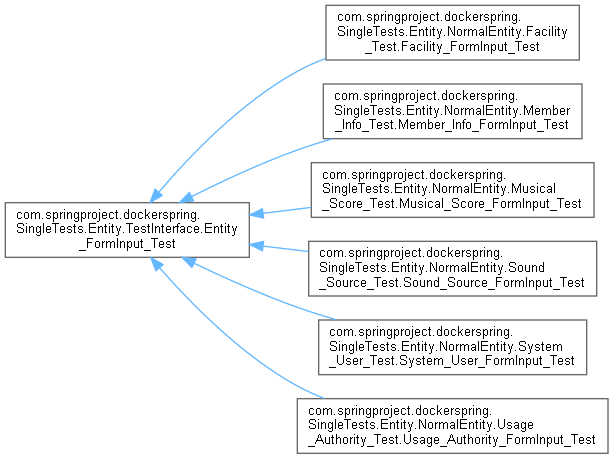 com.springproject.dockerspring.
SingleTests.Entity.NormalEntity.Facility
_Test.Facility_FormInput_Test
com.springproject.dockerspring.
SingleTests.Entity.NormalEntity.Member
_Info_Test.Member_Info_FormInput_Test
com.springproject.dockerspring.
SingleTests.Entity.NormalEntity.Musical
_Score_Test.Musical_Score_FormInput_Test
com.springproject.dockerspring.
SingleTests.Entity.TestInterface.Entity
_FormInput_Test
com.springproject.dockerspring.
SingleTests.Entity.NormalEntity.Sound
_Source_Test.Sound_Source_FormInput_Test
com.springproject.dockerspring.
SingleTests.Entity.NormalEntity.System
_User_Test.System_User_FormInput_Test
com.springproject.dockerspring.
SingleTests.Entity.NormalEntity.Usage
_Authority_Test.Usage_Authority_FormInput_Test